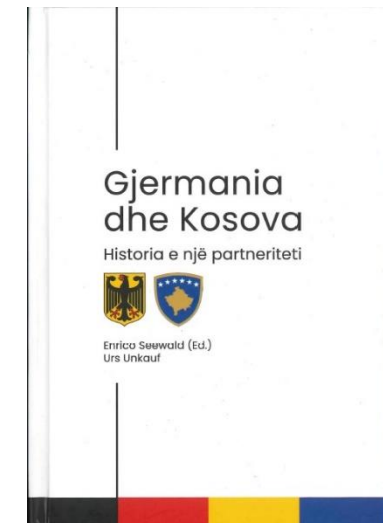 Gjermania
dhe Kosova
Historia e një partneriteti
Enrico Seewald (Ed.)
Urs Unkauf